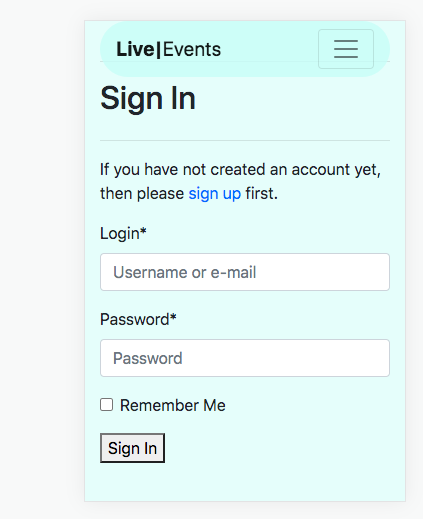 Live|Events
Sign In
If you have not created an account yet,
then please sign up first.
Login*
Username or e-mail
Password*
Password
Remember Me
Sign In